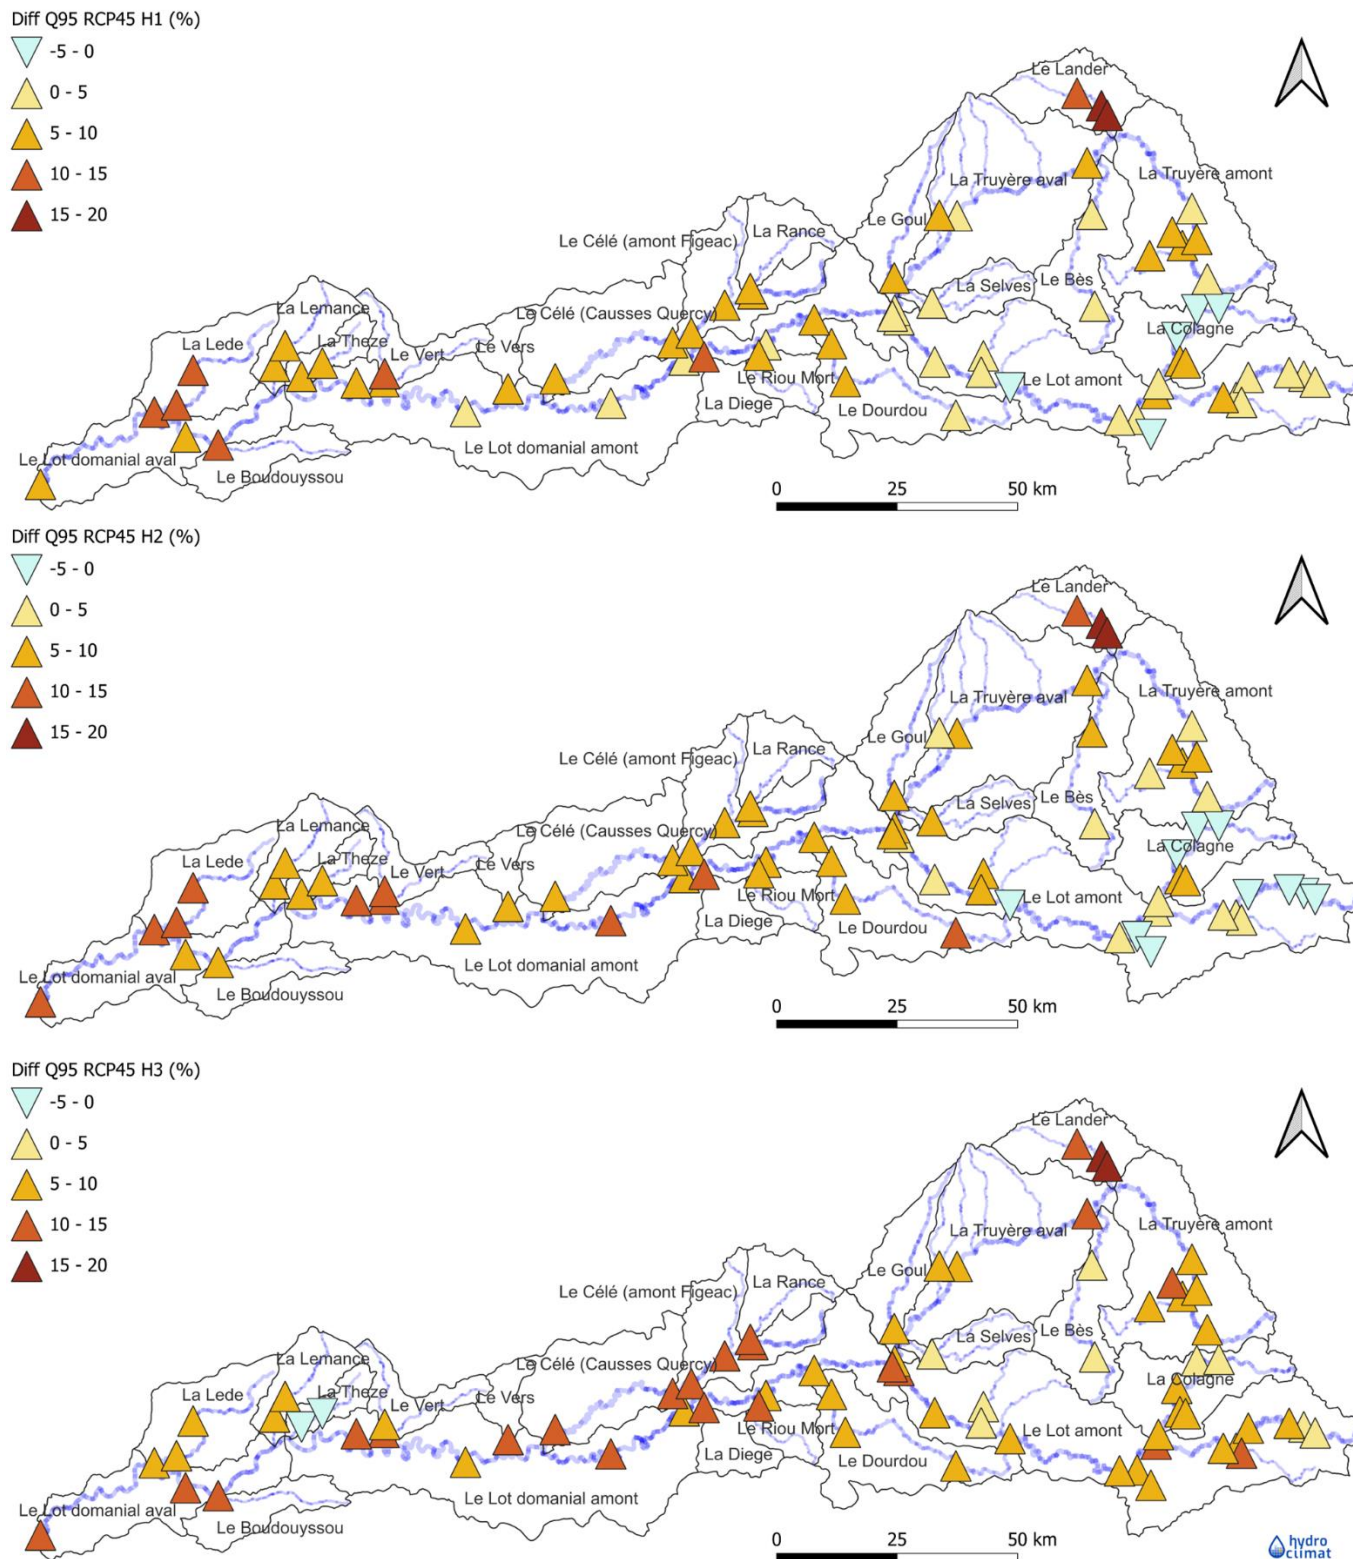 Diff Q95 RCP45 H1 (%)
-5 - 0
0 - 5
5 - 10
10 - 15
15 - 20
Le Lander
La Truyère aval
La Truyère amont
Le Goul
Le Célé (amont Figeac)
La Rance
La Selves
Le Bès
La Lemance
Le Célé (Causses Quercy)
La Colagne
La Lede
La Theze
Le Vert
Le Vers
Le Riou Mort
Le Lot amont
La Diege
Le Dourdou
Le Lot domanial aval
Le Lot domanial amont
Le Boudouyssou
0 25 50 km
Diff Q95 RCP45 H2 (%)
-5 - 0
0 - 5
5 - 10
10 - 15
15 - 20
Le Lander
La Truyère aval
La Truyère amont
Le Goul
Le Célé (amont Figeac)
La Rance
La Selves
Le Bès
La Lemance
Le Célé (Causses Quercy)
La Colagne
La Lede
La Theze
Le Vert
Le Vers
Le Riou Mort
Le Lot amont
La Diege
Le Dourdou
Le Lot domanial aval
Le Lot domanial amont
Le Boudouyssou
0 25 50 km
Diff Q95 RCP45 H3 (%)
-5 - 0
0 - 5
5 - 10
10 - 15
15 - 20
Le Lander
La Truyère aval
La Truyère amont
Le Goul
Le Célé (amont Figeac)
La Rance
La Selves
Le Bès
La Lemance
Le Célé (Causses Quercy)
La Colagne
La Lede
La Theze
Le Vert
Le Vers
Le Riou Mort
Le Lot amont
La Diege
Le Dourdou
Le Lot domanial aval
Le Lot domanial amont
Le Boudouyssou
0 25 50 km
hydro
climat